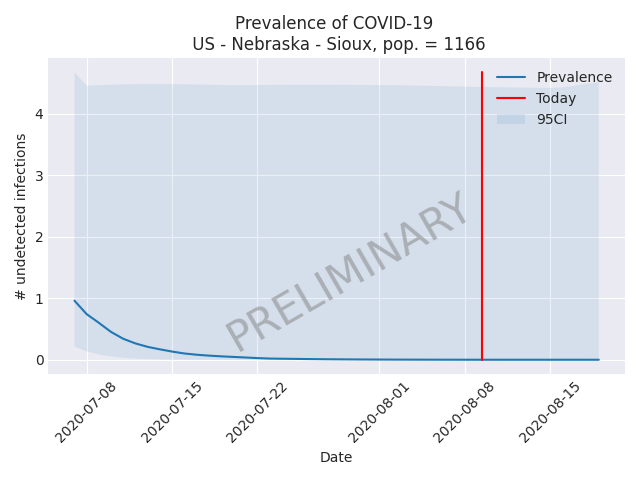 Prevalence of COVID-19
US - Nebraska - Sioux, pop. = 1166
Prevalence
Today
95CI
4
3
2
1
0
# undetected infections
PRELIMINARY
2020-07-08
2020-07-15
2020-07-22
2020-08-01
2020-08-08
2020-08-15
Date